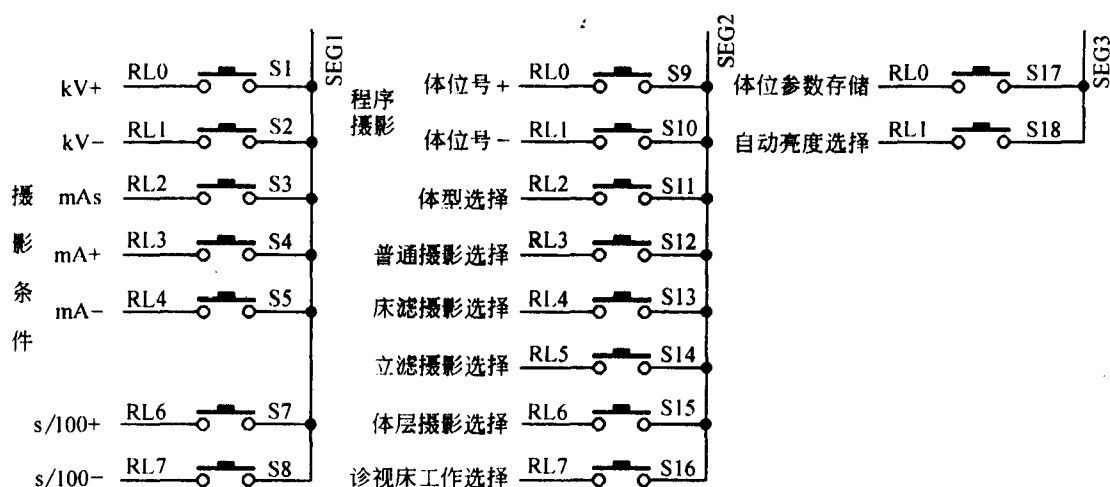 SEG1
kV+ RL0 S1
kV- RL1 S2
mAs RL2 S3
mA+ RL3 S4
mA- RL4 S5
s/100+ RL6 S7
s/100- RL7 S8
摄影条件
SEG2
程序
摄影
体位号+ RL0 S9
体位号- RL1 S10
体型选择 RL2 S11
普通摄影选择 RL3 S12
床滤摄影选择 RL4 S13
立滤摄影选择 RL5 S14
体层摄影选择 RL6 S15
诊视床工作选择 RL7 S16
SEG3
体位参数存储 RL0 S17
自动亮度选择 RL1 S18